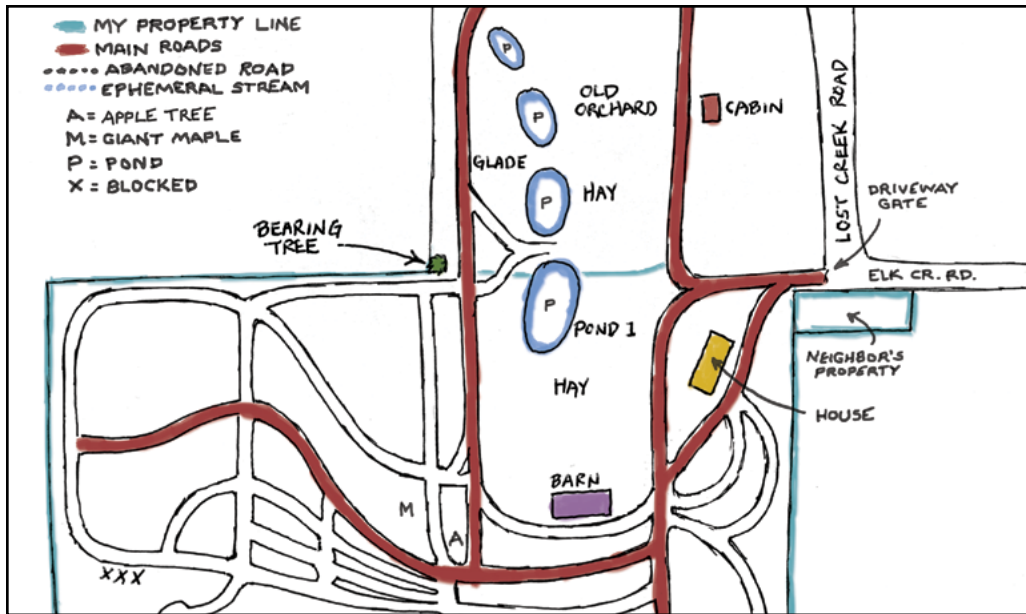 MY PROPERTY LINE
MAIN ROADS
ABANDONED ROAD
EPHEMERAL STREAM
A = APPLE TREE
M = GIANT MAPLE
P = POND
X = BLOCKED
P
OLD
ORCHARD
P
CABIN
LOST CREEK ROAD
GLADE
HAY
P
DRIVEWAY
GATE
BEARING
TREE
ELK CR. RD.
P
POND 1
NEIGHBOR'S
PROPERTY
HAY
HOUSE
BARN
M
A
XXX